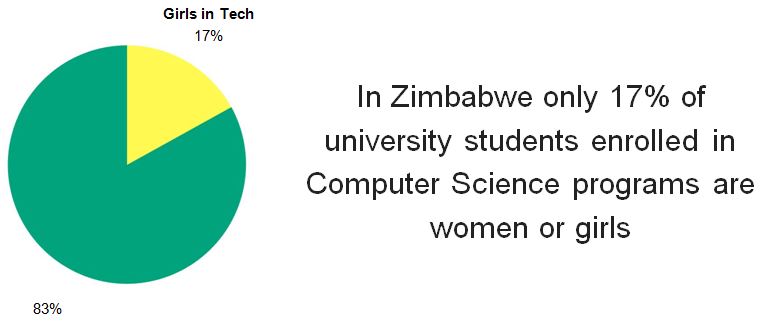 Girls in Tech
17%
In Zimbabwe only 17% of
university students enrolled in
Computer Science programs are
women or girls
83%